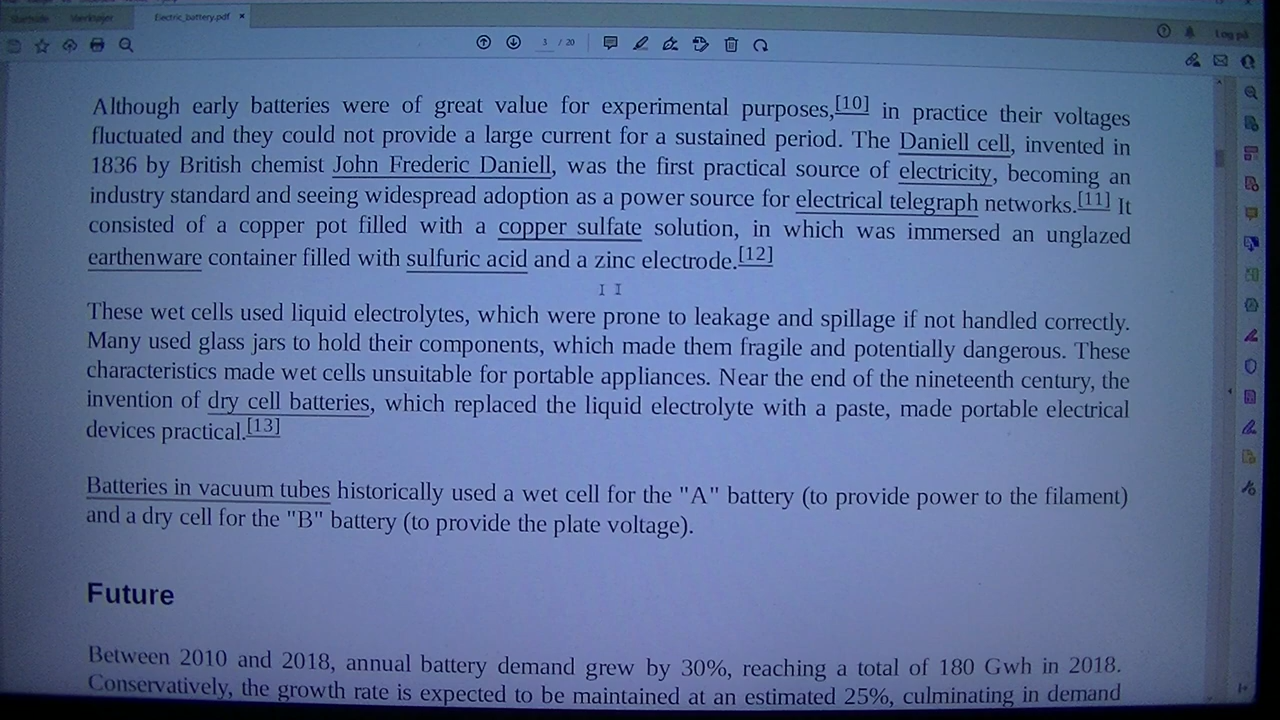 Startside Værktøjer Electric_battery.pdf ×
Log på
3 / 20
Although early batteries were of great value for experimental purposes,[10] in practice their voltages
fluctuated and they could not provide a large current for a sustained period. The Daniell cell, invented in
1836 by British chemist John Frederic Daniell, was the first practical source of electricity, becoming an
industry standard and seeing widespread adoption as a power source for electrical telegraph networks.[11] It
consisted of a copper pot filled with a copper sulfate solution, in which was immersed an unglazed
earthenware container filled with sulfuric acid and a zinc electrode.[12]
These wet cells used liquid electrolytes, which were prone to leakage and spillage if not handled correctly.
Many used glass jars to hold their components, which made them fragile and potentially dangerous. These
characteristics made wet cells unsuitable for portable appliances. Near the end of the nineteenth century, the
invention of dry cell batteries, which replaced the liquid electrolyte with a paste, made portable electrical
devices practical.[13]
Batteries in vacuum tubes historically used a wet cell for the "A" battery (to provide power to the filament)
and a dry cell for the "B" battery (to provide the plate voltage).
Future
Between 2010 and 2018, annual battery demand grew by 30%, reaching a total of 180 Gwh in 2018.
Conservatively, the growth rate is expected to be maintained at an estimated 25%, culminating in demand